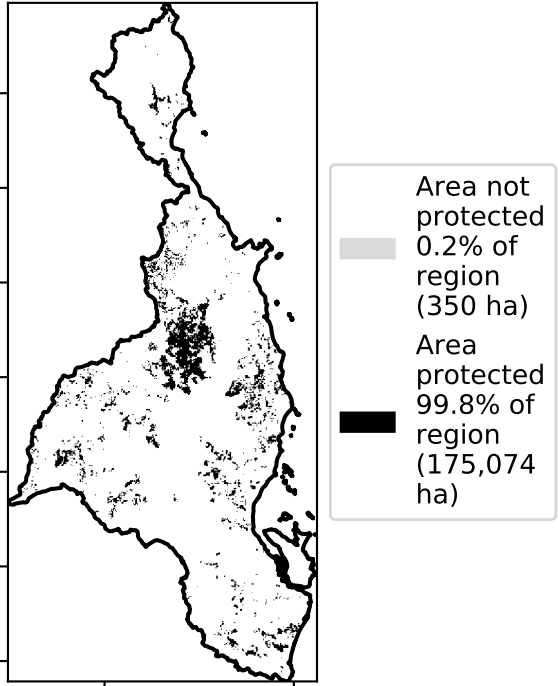 Area not
protected
0.2% of
region
(350 ha)
Area
protected
99.8% of
region
(175,074
ha)